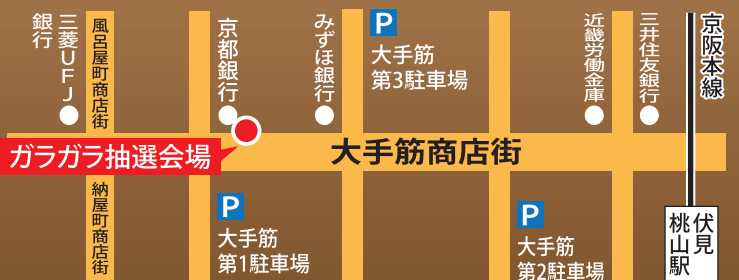 三菱UFJ
銀行
風呂屋町商店街
京都銀行
みずほ銀行
P
大手筋
第3駐車場
近畿労働金庫
三井住友銀行
京阪本線
ガラガラ抽選会場
大手筋商店街
納屋町商店街
P
大手筋
第1駐車場
P
大手筋
第2駐車場
伏見
桃山駅